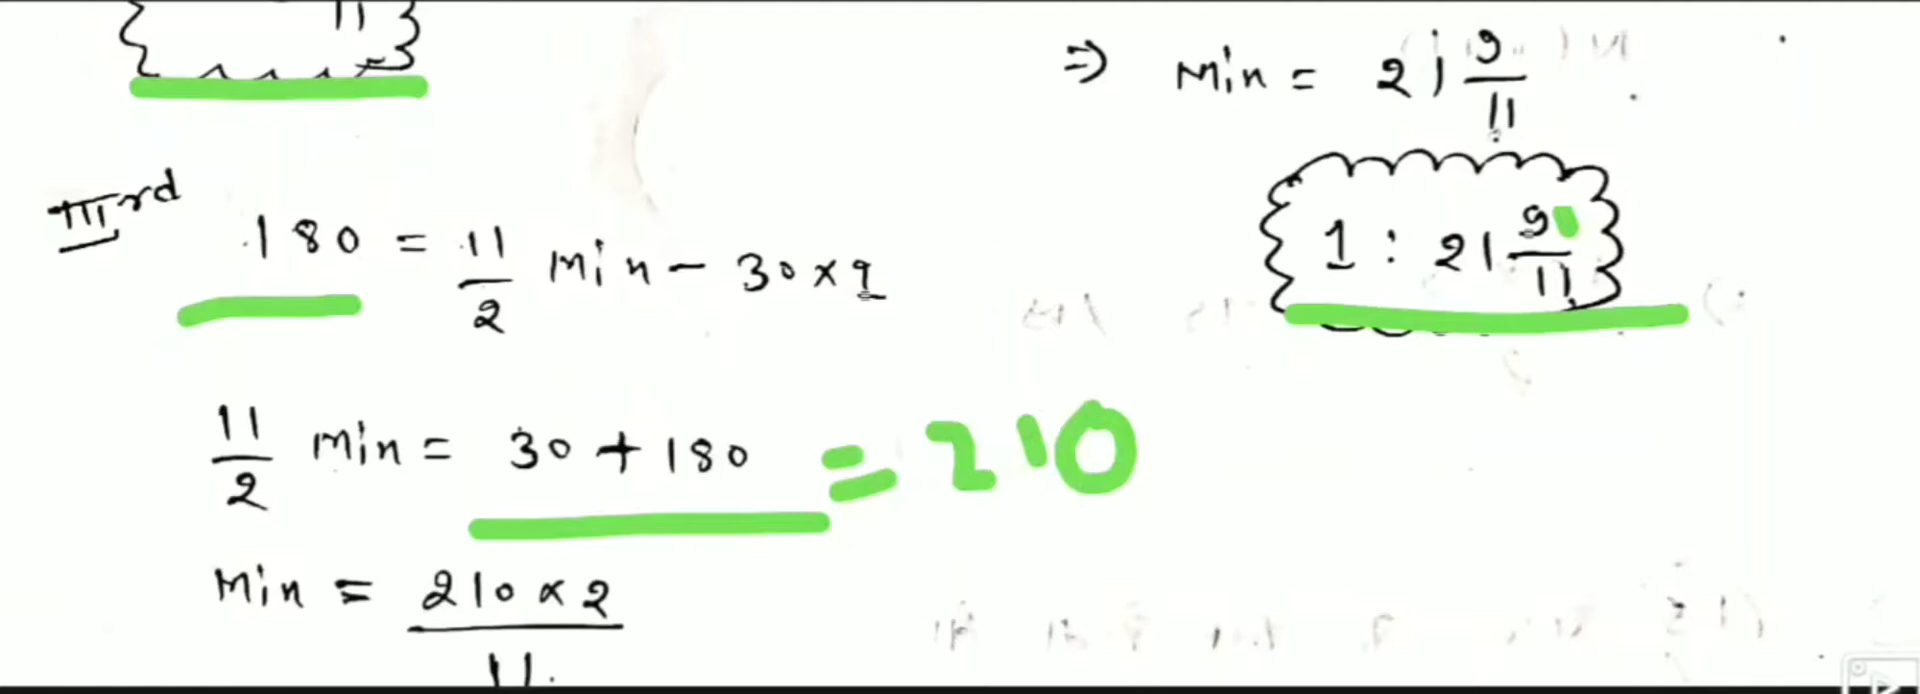 11
IIIrd
180 = 11/2 Min - 30 × 1
11/2 Min = 30 + 180 = 210
Min = 210 × 2 / 11.
⇒ Min = 21 9/11
1 : 21 9/11